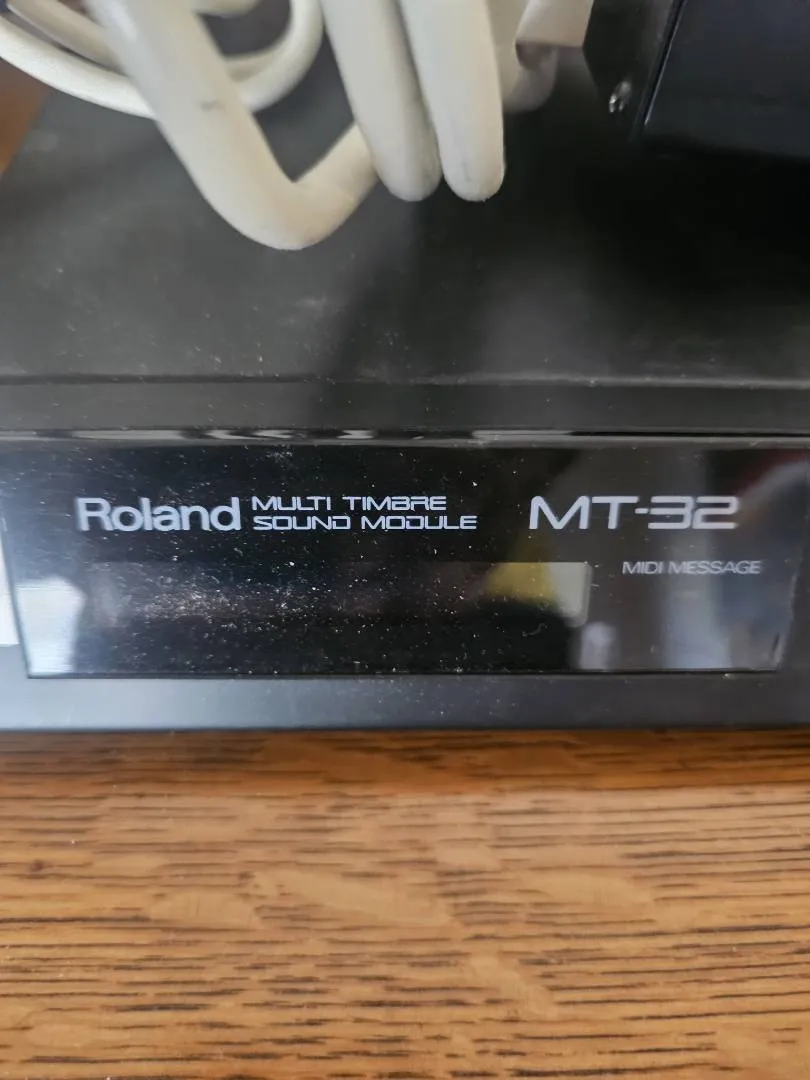 Roland MULTI TIMBRE MT-32
SOUND MODULE
MIDI MESSAGE